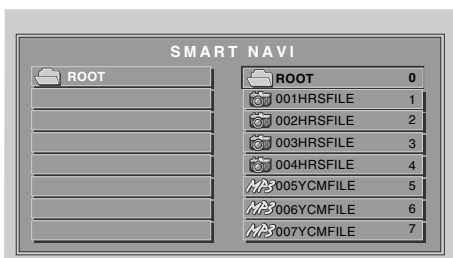 SMART NAVI
ROOT
ROOT 0
001HRSFILE 1
002HRSFILE 2
003HRSFILE 3
004HRSFILE 4
MP3 005YCMFILE 5
MP3 006YCMFILE 6
MP3 007YCMFILE 7